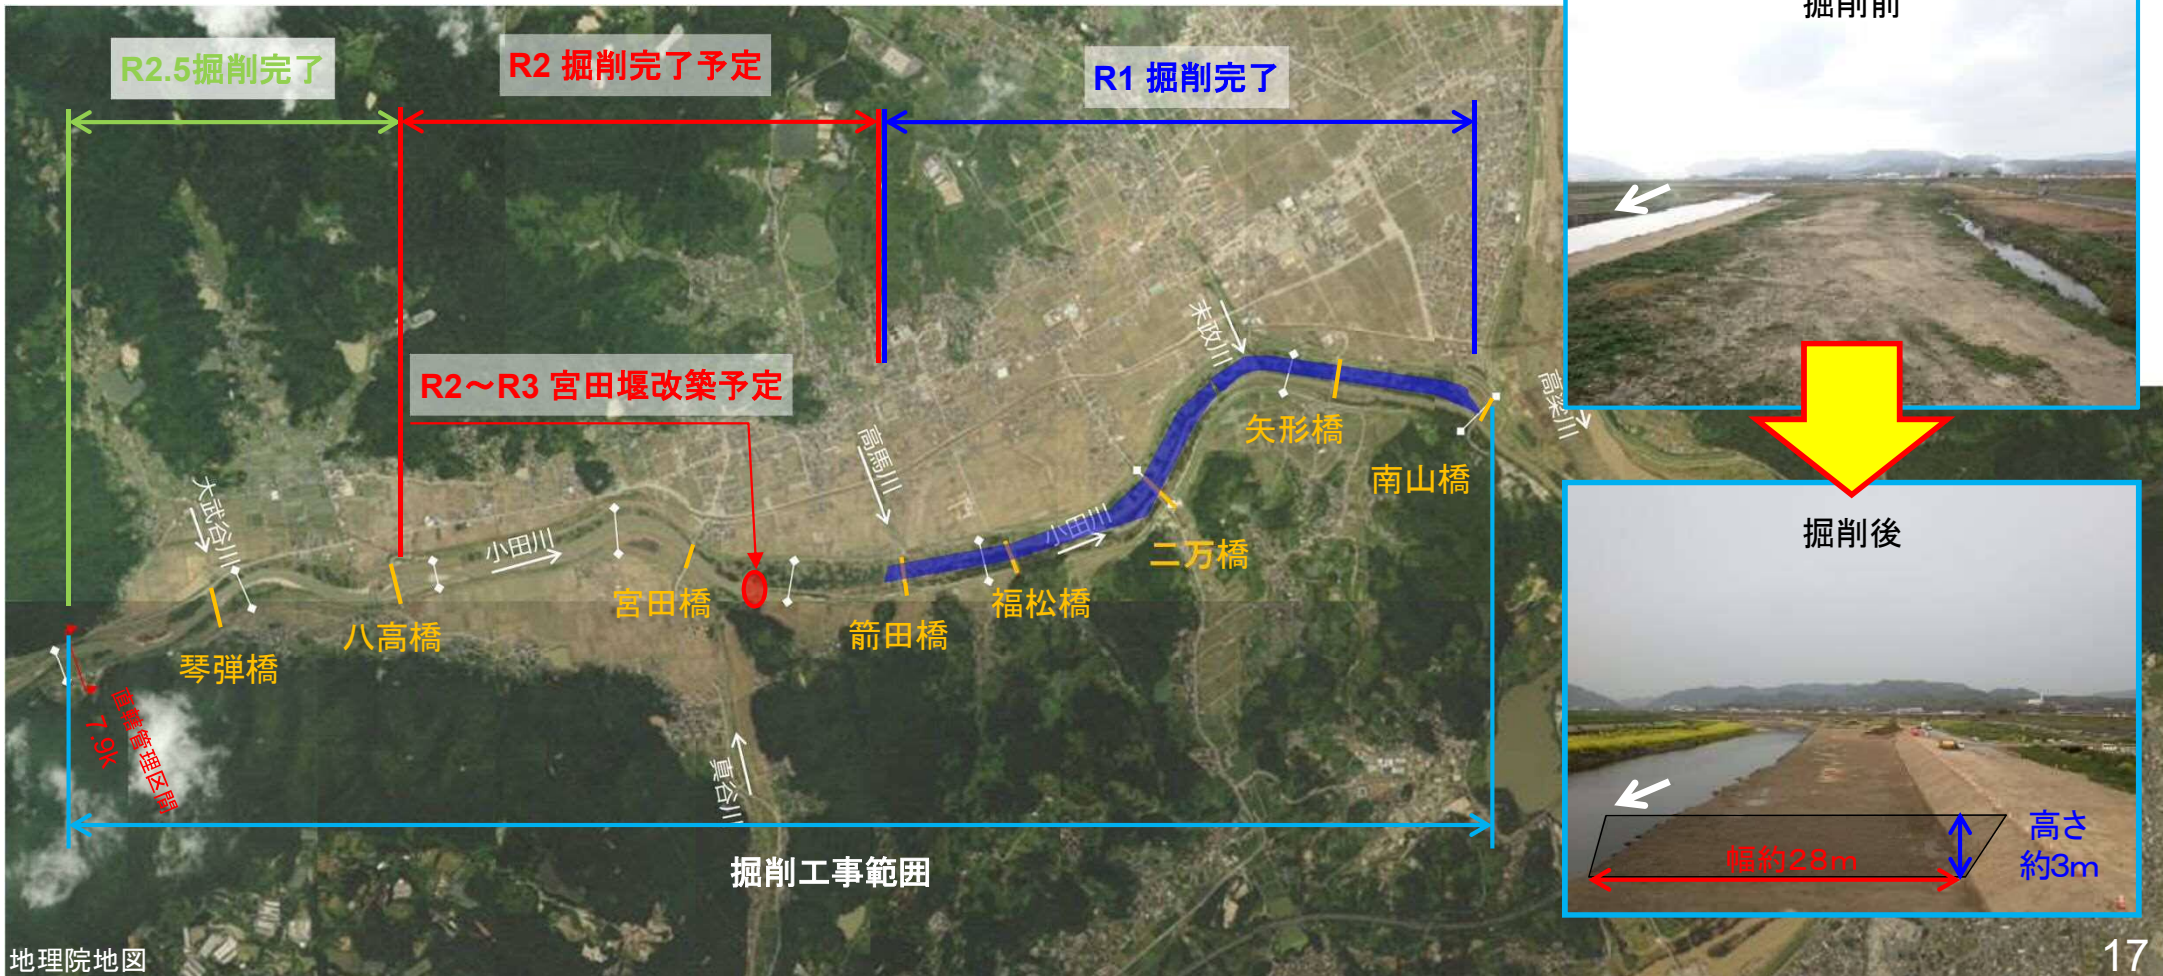 掘削前
R2.5掘削完了
R2 掘削完了予定
R1 掘削完了
R2～R3 宮田堰改築予定
末政川
高梁川
矢形橋
高馬川
南山橋
大武谷川
小田川
小田川
二万橋
掘削後
宮田橋
福松橋
八高橋
箭田橋
琴弾橋
直轄管理区間
7.9k
真谷川
高さ
約3m
幅約28m
掘削工事範囲
地理院地図
17